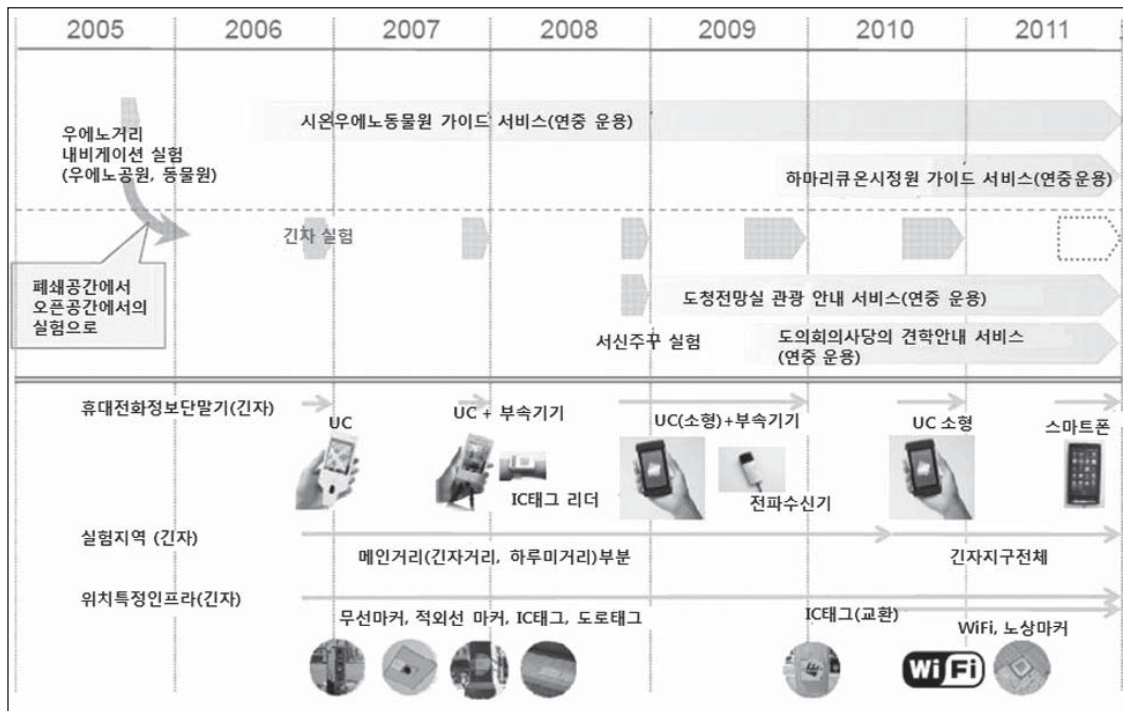 2005 2006 2007 2008 2009 2010 2011
우에노거리
내비게이션 실험
(우에노공원, 동물원)
시온우에노동물원 가이드 서비스(연중 운용)
하마리큐온시정원 가이드 서비스(연중운용)
긴자 실험
폐쇄공간에서
오픈공간에서의
실험으로
도청전망실 관광 안내 서비스(연중 운용)
서신주꾸 실험
도의회의사당의 견학안내 서비스
(연중 운용)
휴대전화정보단말기(긴자)
UC
UC + 부속기기
UC(소형)+부속기기
UC 소형
스마트폰
IC태그 리더
전파수신기
실험지역 (긴자)
메인거리(긴자거리, 하루미거리)부분
긴자지구전체
위치특정인프라(긴자)
무선마커, 적외선 마커, IC태그, 도로태그
IC태그(교환)
WiFi, 노상마커
WiFi